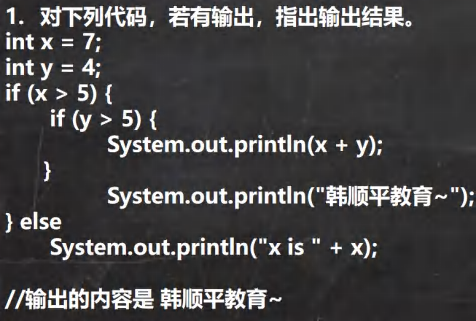 1. 对下列代码，若有输出，指出输出结果。
int x = 7;
int y = 4;
if (x > 5) {
if (y > 5) {
System.out.println(x + y);
}
System.out.println("韩顺平教育~");
} else
System.out.println("x is " + x);
//输出的内容是 韩顺平教育~